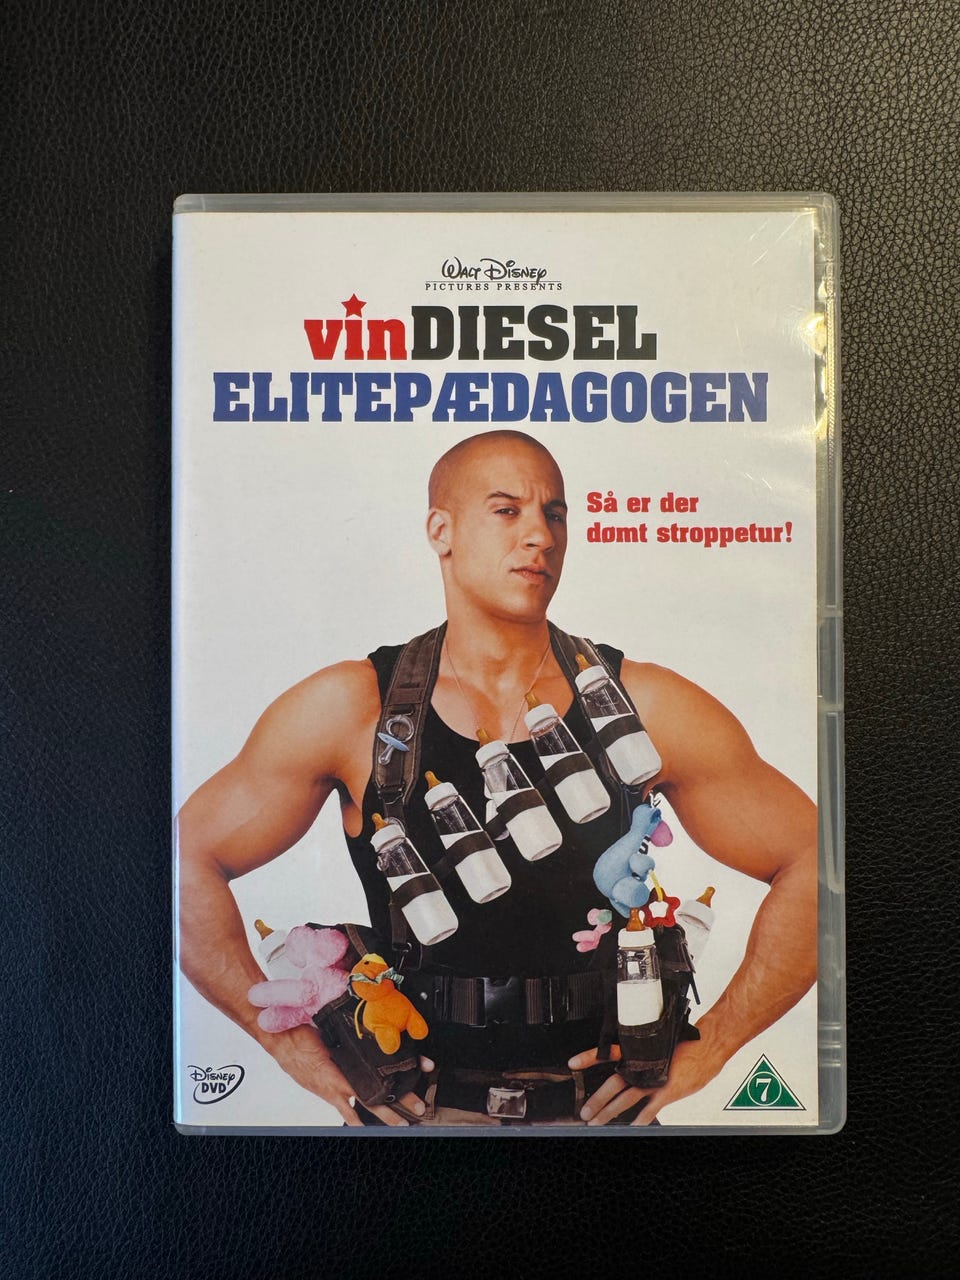 WALT DISNEY
PICTURES PRESENTS
vinDIESEL
ELITEPÆDAGOGEN
Så er der
dømt stroppetur!
DISNEY
DVD
7